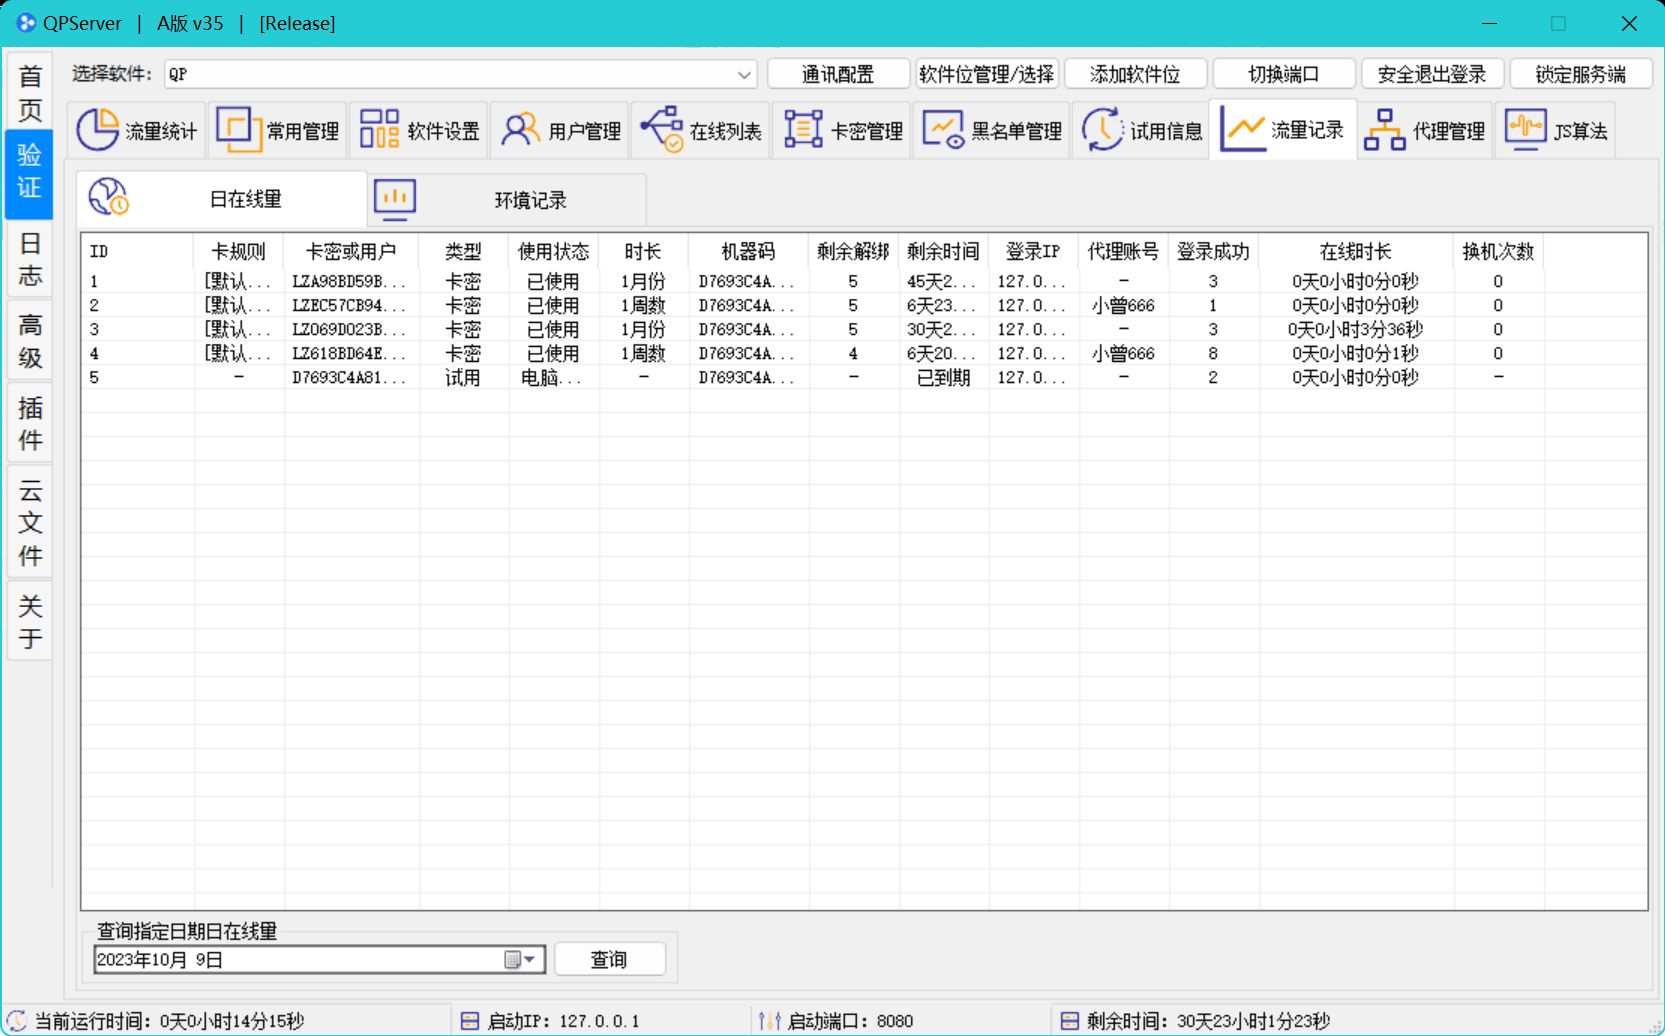 QPServer | A版 v35 | [Release]
首页
验证
日志
高级
插件
云文件
关于
选择软件: QP 通讯配置 软件位管理/选择 添加软件位 切换端口 安全退出登录 锁定服务端
流量统计 常用管理 软件设置 用户管理 在线列表 卡密管理 黑名单管理 试用信息 流量记录 代理管理 JS算法
日在线量 环境记录
ID 卡规则 卡密或用户 类型 使用状态 时长 机器码 剩余解绑 剩余时间 登录IP 代理账号 登录成功 在线时长 换机次数
1 [默认... LZA98BD59B... 卡密 已使用 1月份 D7693C4A... 5 45天2... 127.0... - 3 0天0小时0分0秒 0
2 [默认... LZEC57CB94... 卡密 已使用 1周数 D7693C4A... 5 6天23... 127.0... 小曾666 1 0天0小时0分0秒 0
3 [默认... LZ069D023B... 卡密 已使用 1月份 D7693C4A... 5 30天2... 127.0... - 3 0天0小时3分36秒 0
4 [默认... LZ618BD64E... 卡密 已使用 1周数 D7693C4A... 4 6天20... 127.0... 小曾666 8 0天0小时0分1秒 0
5 - D7693C4A81... 试用 电脑... - D7693C4A... - 已到期 127.0... - 2 0天0小时0分0秒 -
查询指定日期日在线量
2023年10月 9日 查询
当前运行时间: 0天0小时14分15秒 启动IP: 127.0.0.1 启动端口: 8080 剩余时间: 30天23小时1分23秒